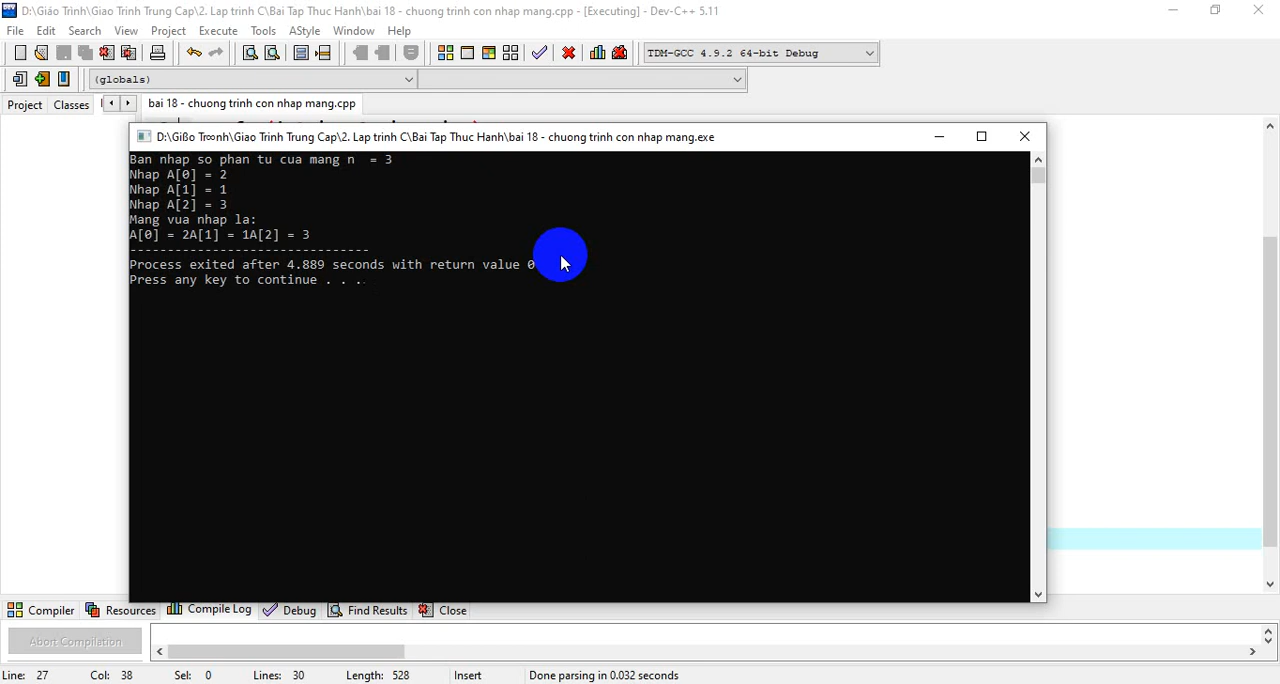 D:\Giáo Trình\Giao Trinh Trung Cap\2. Lap trinh C\Bai Tap Thuc Hanh\bai 18 - chuong trinh con nhap mang.cpp - [Executing] - Dev-C++ 5.11
File Edit Search View Project Execute Tools AStyle Window Help
TDM-GCC 4.9.2 64-bit Debug
(globals)
Project Classes bai 18 - chuong trinh con nhap mang.cpp
D:\Gißo Tr∞nh\Giao Trinh Trung Cap\2. Lap trinh C\Bai Tap Thuc Hanh\bai 18 - chuong trinh con nhap mang.exe
Ban nhap so phan tu cua mang n  = 3
Nhap A[0] = 2
Nhap A[1] = 1
Nhap A[2] = 3
Mang vua nhap la:
A[0] = 2A[1] = 1A[2] = 3
--------------------------------
Process exited after 4.889 seconds with return value 0
Press any key to continue . . .
Compiler Resources Compile Log Debug Find Results Close
Abort Compilation
Line: 27 Col: 38 Sel: 0 Lines: 30 Length: 528 Insert Done parsing in 0.032 seconds